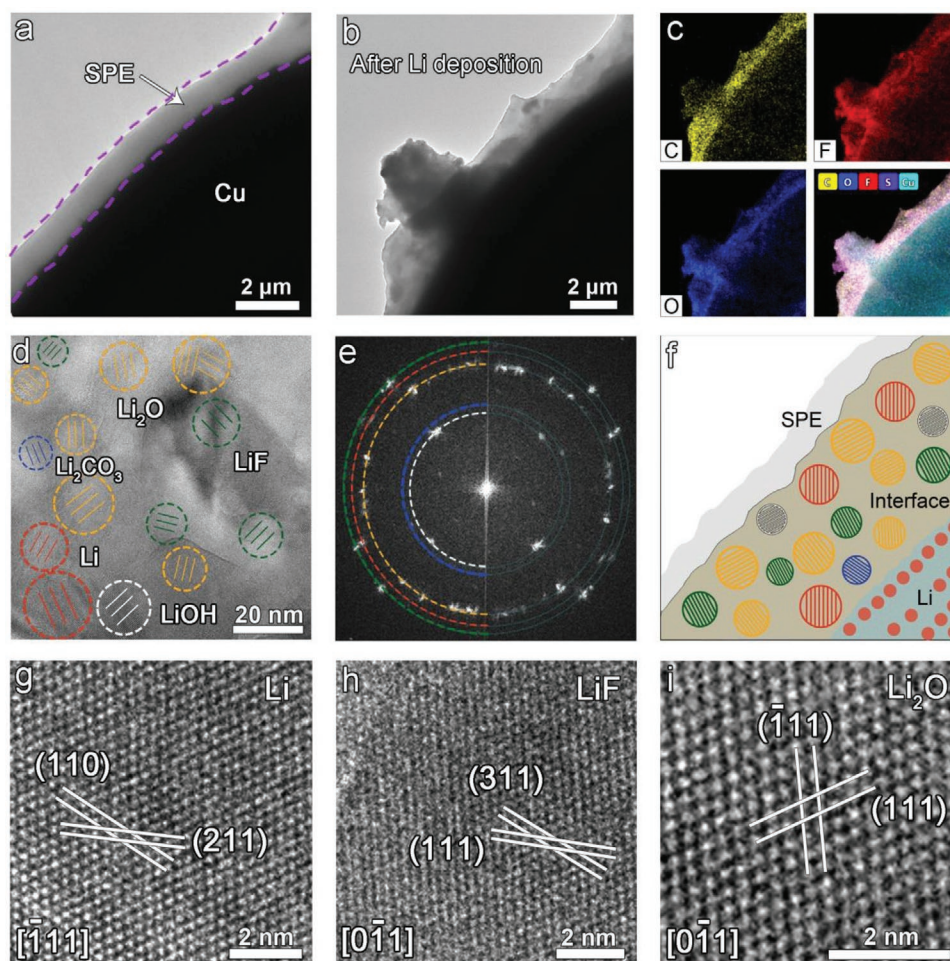 a
SPE
Cu
2 μm
b
After Li deposition
2 μm
c
C
F
O
C O F S Cu
d
Li₂O
LiF
Li₂CO₃
Li
LiOH
20 nm
e
f
SPE
Interface
Li
g
Li
(110)
(211)
[1̄11]
2 nm
h
LiF
(311)
(111)
[01̄1]
2 nm
i
Li₂O
(1̄11)
(111)
[01̄1]
2 nm